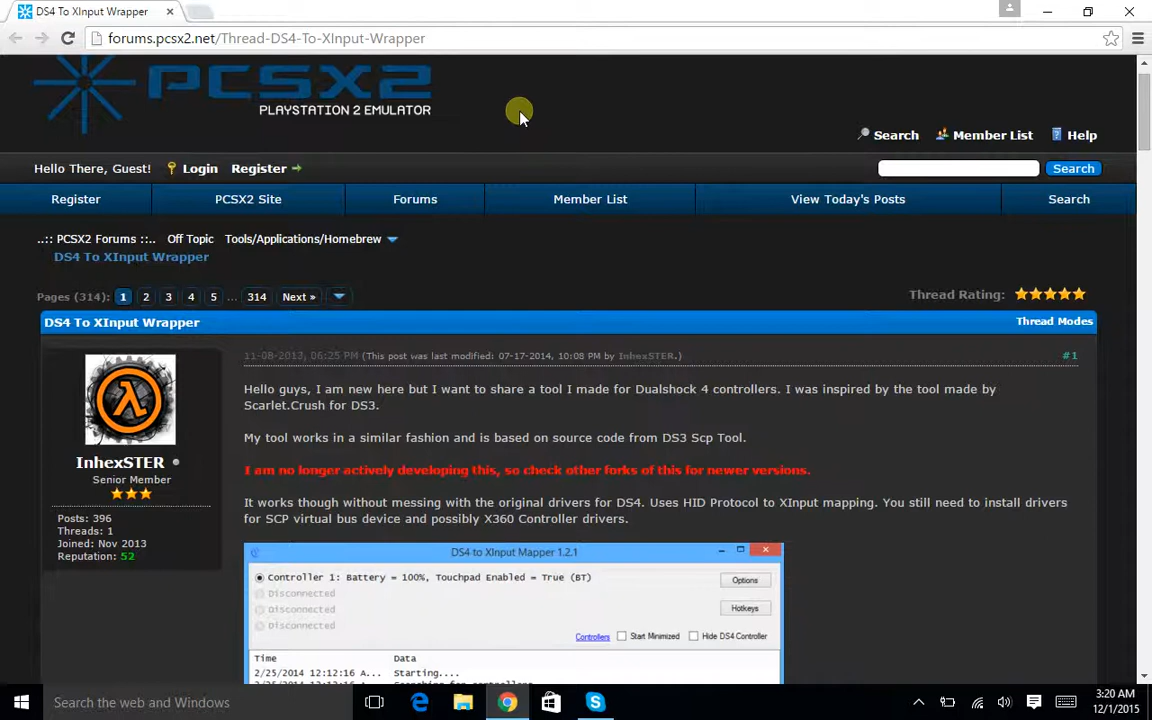 DS4 To XInput Wrapper
forums.pcsx2.net/Thread-DS4-To-XInput-Wrapper
PCSX2
PLAYSTATION 2 EMULATOR
Search Member List Help
Hello There, Guest! Login Register
Search
Register PCSX2 Site Forums Member List View Today's Posts Search
..:: PCSX2 Forums ::.. Off Topic Tools/Applications/Homebrew
DS4 To XInput Wrapper
Pages (314): 1 2 3 4 5 ... 314 Next » Thread Rating:
DS4 To XInput Wrapper Thread Modes
11-08-2013, 06:25 PM (This post was last modified: 07-17-2014, 10:08 PM by InhexSTER.) #1
Hello guys, I am new here but I want to share a tool I made for Dualshock 4 controllers. I was inspired by the tool made by
Scarlet.Crush for DS3.
My tool works in a similar fashion and is based on source code from DS3 Scp Tool.
InhexSTER
Senior Member
Posts: 396
Threads: 1
Joined: Nov 2013
Reputation: 52
I am no longer actively developing this, so check other forks of this for newer versions.
It works though without messing with the original drivers for DS4. Uses HID Protocol to XInput mapping. You still need to install drivers
for SCP virtual bus device and possibly X360 Controller drivers.
DS4 to XInput Mapper 1.2.1
Controller 1: Battery = 100%, Touchpad Enabled = True (BT) Options
Disconnected
Disconnected Hotkeys
Disconnected
Controllers Start Minimized Hide DS4 Controller
Time Data
2/25/2014 12:12:16 A... Starting....
2/25/2014 12:12:16 A... Searching for controllers....
Search the web and Windows
3:20 AM
12/1/2015